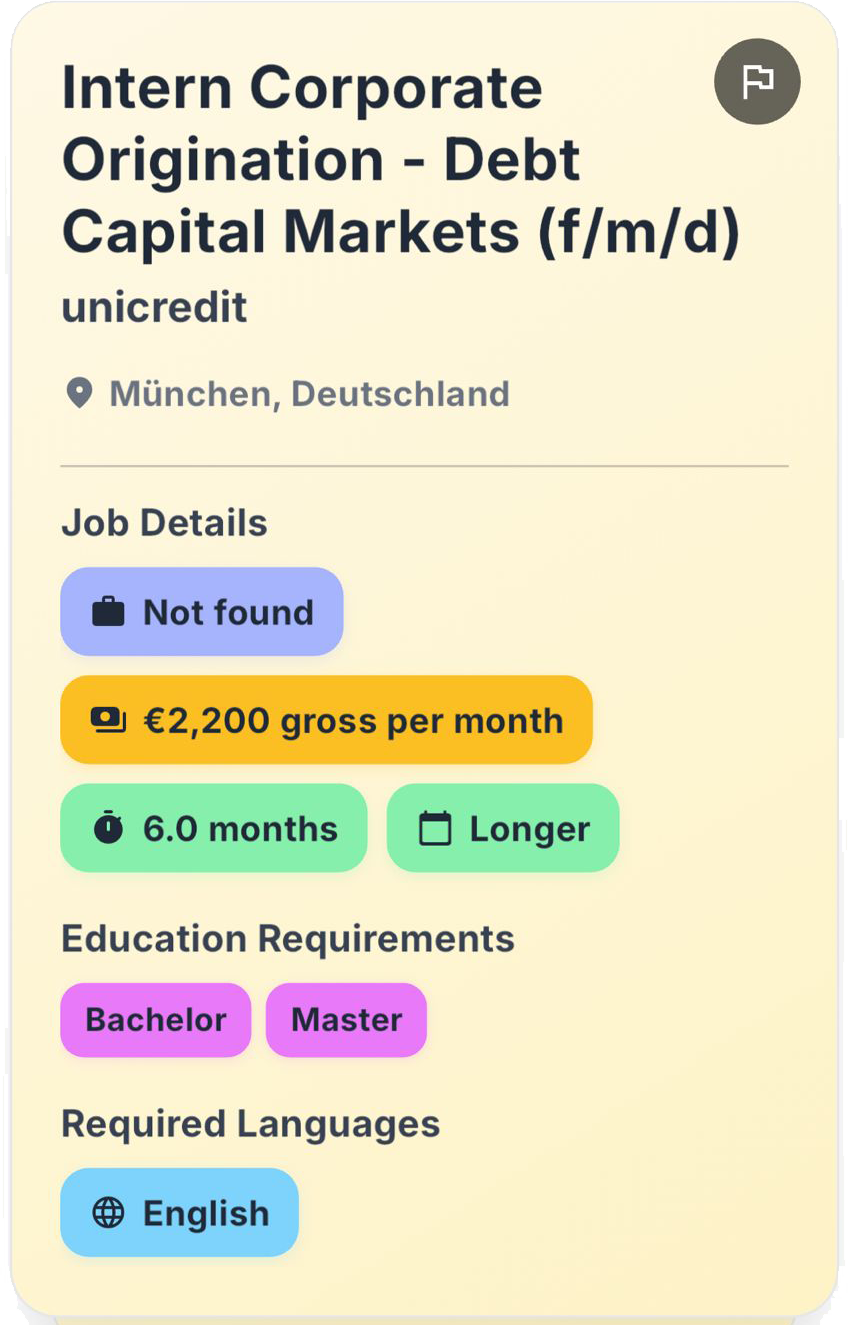 Intern Corporate
Origination - Debt
Capital Markets (f/m/d)
unicredit
München, Deutschland
Job Details
Not found
€2,200 gross per month
6.0 months
Longer
Education Requirements
Bachelor
Master
Required Languages
English